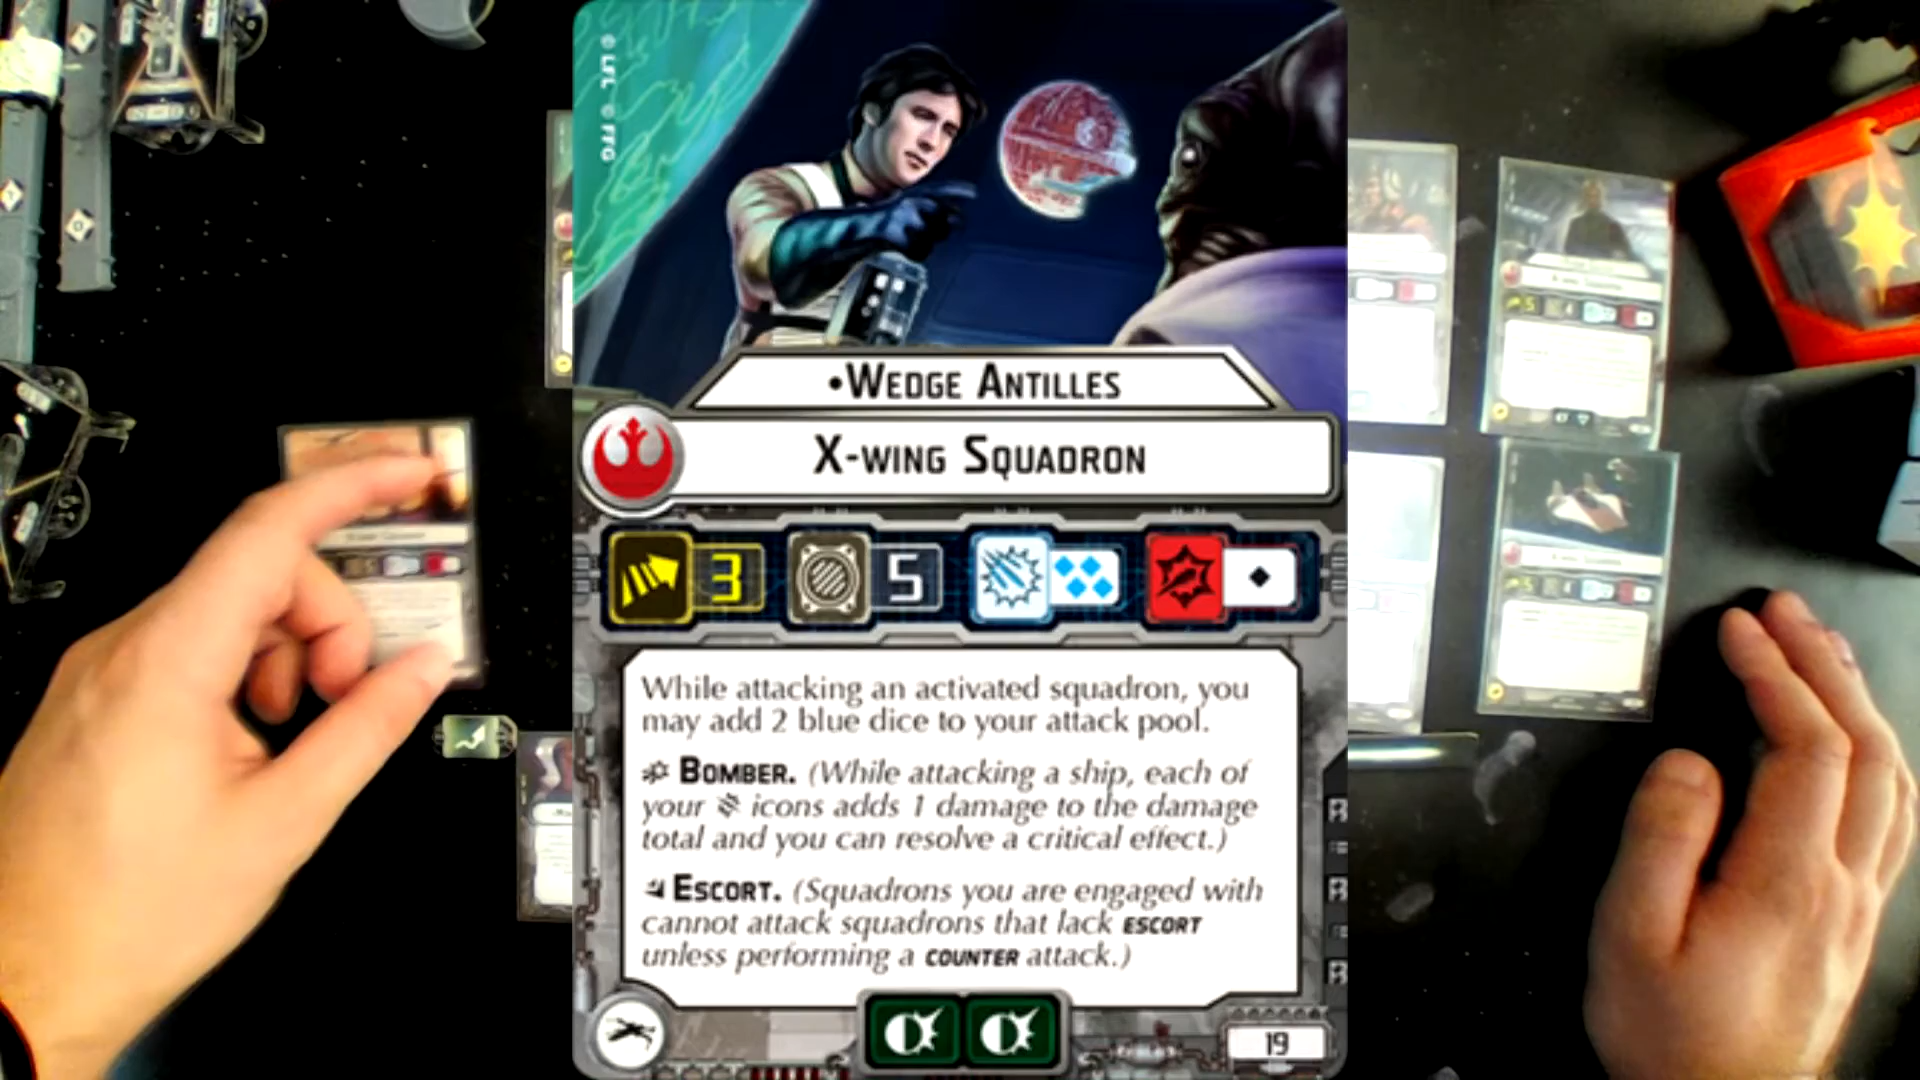 © LFL © FFG
•WEDGE ANTILLES
X-WING SQUADRON
3
5
While attacking an activated squadron, you
may add 2 blue dice to your attack pool.
BOMBER. (While attacking a ship, each of
your icons adds 1 damage to the damage
total and you can resolve a critical effect.)
ESCORT. (Squadrons you are engaged with
cannot attack squadrons that lack ESCORT
unless performing a COUNTER attack.)
19